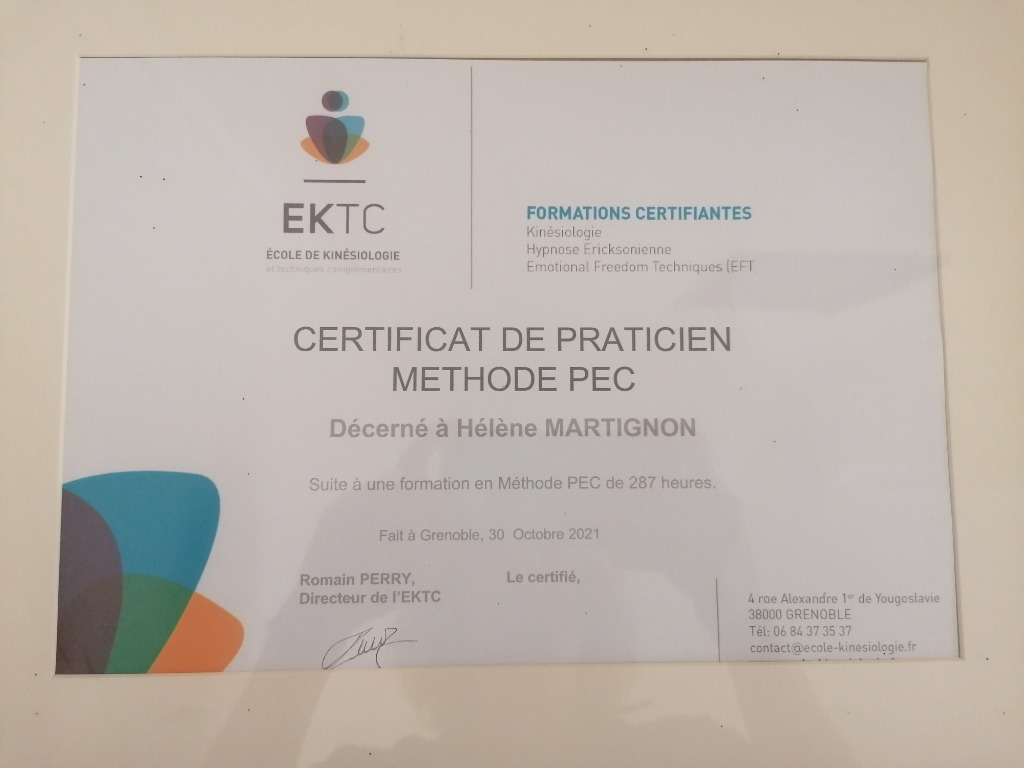 EKTC
ÉCOLE DE KINÉSIOLOGIE
et techniques complémentaires
FORMATIONS CERTIFIANTES
Kinésiologie
Hypnose Ericksonienne
Emotional Freedom Techniques (EFT
CERTIFICAT DE PRATICIEN
METHODE PEC
Décerné à Hélène MARTIGNON
Suite à une formation en Méthode PEC de 287 heures.
Fait à Grenoble, 30 Octobre 2021
Romain PERRY,
Directeur de l'EKTC
Le certifié,
4 rue Alexandre 1er de Yougoslavie
38000 GRENOBLE
Tél: 06 84 37 35 37
contact@ecole-kinesiologie.fr